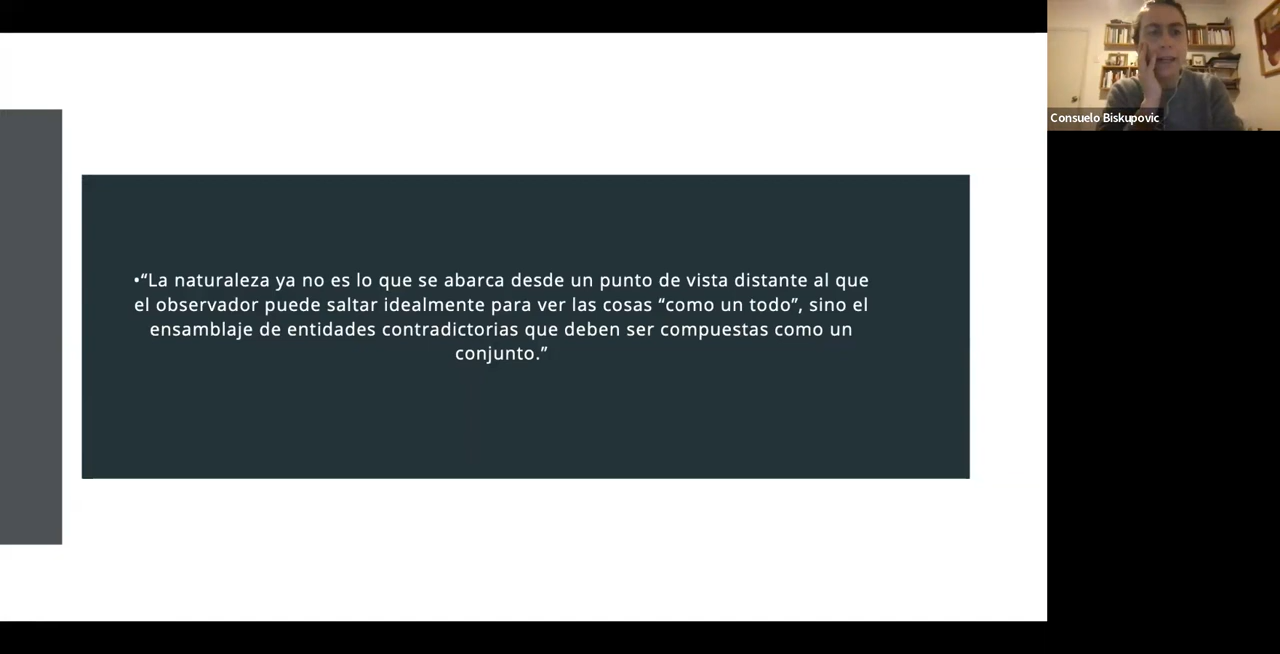 •“La naturaleza ya no es lo que se abarca desde un punto de vista distante al que
el observador puede saltar idealmente para ver las cosas “como un todo”, sino el
ensamblaje de entidades contradictorias que deben ser compuestas como un
conjunto.”
Consuelo Biskupovic